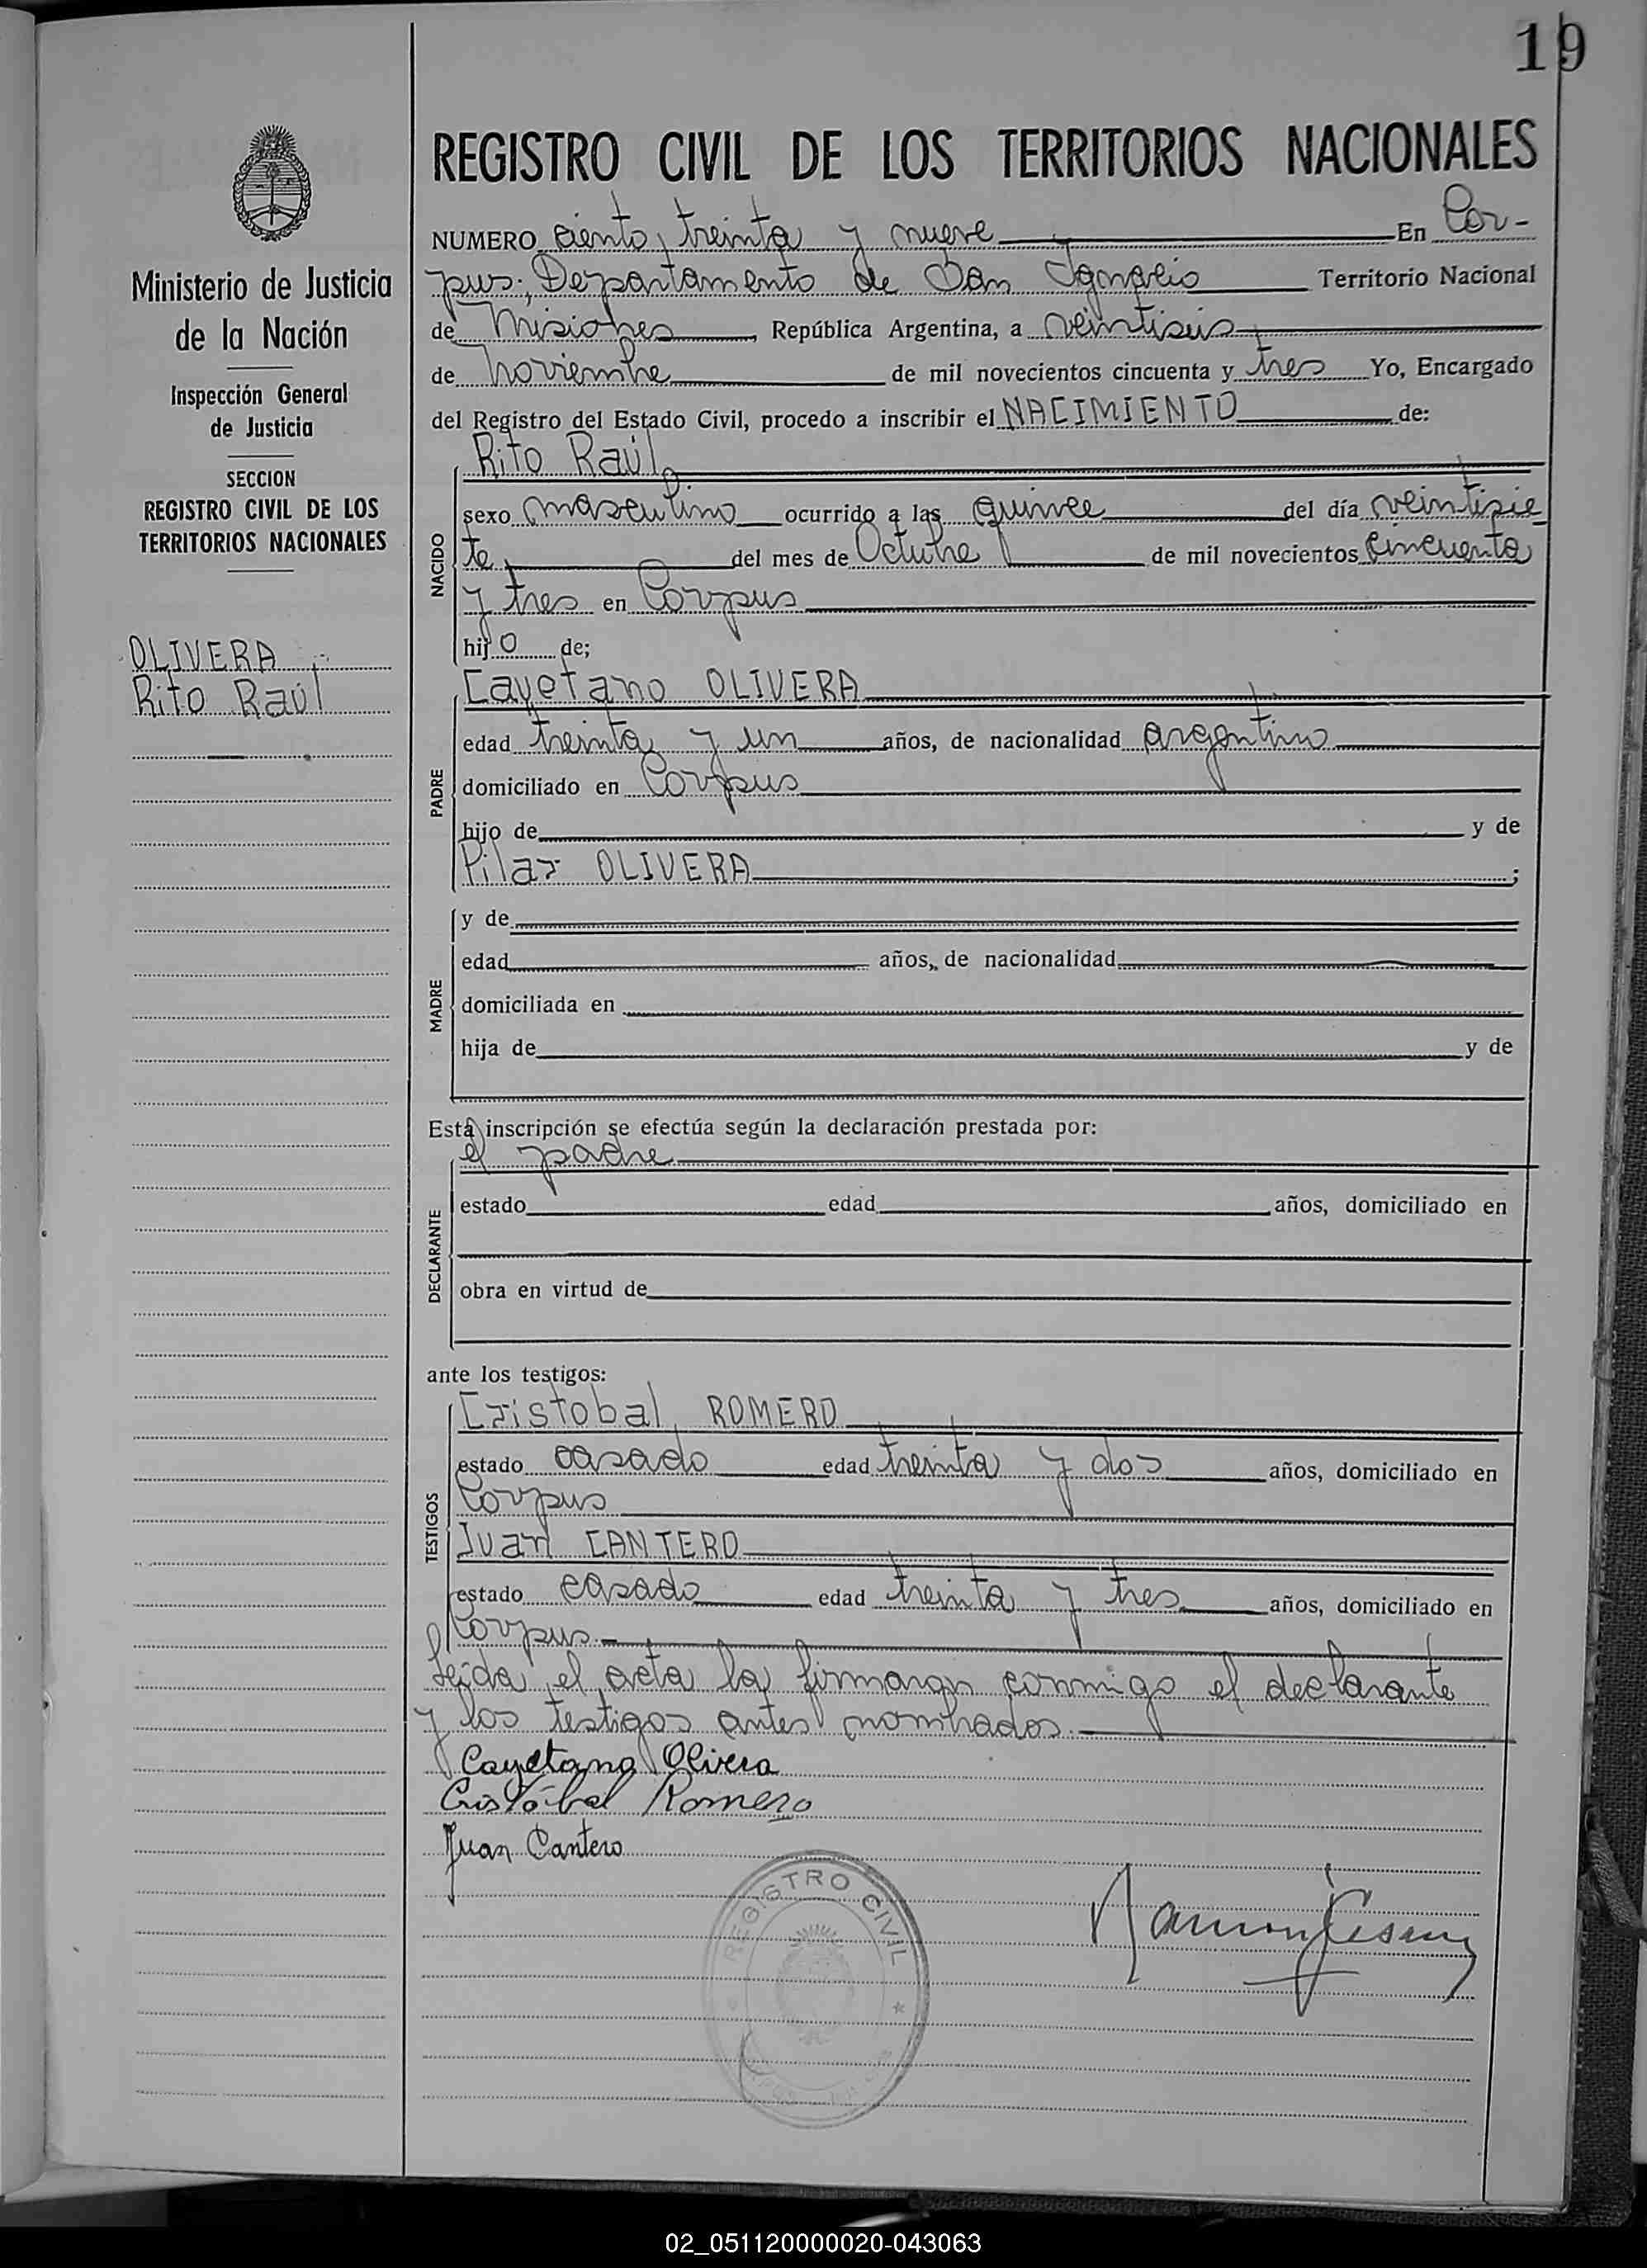 19
REGISTRO CIVIL DE LOS TERRITORIOS NACIONALES
Ministerio de Justicia
de la Nación
Inspección General
de Justicia
SECCION
REGISTRO CIVIL DE LOS
TERRITORIOS NACIONALES
OLIVERA
Rito Raúl
NUMERO ciento treinta y nueve En Cor-
pus, Departamento de San Ignacio Territorio Nacional
de Misiones, República Argentina, a veintiseis
de Noviembre de mil novecientos cincuenta y tres Yo, Encargado
del Registro del Estado Civil, procedo a inscribir el NACIMIENTO de:
NACIDO
Rito Raúl
sexo masculino ocurrido a las quince del día veintisie
te del mes de Octubre de mil novecientos cincuenta
y tres en Corpus
hijo de;
PADRE
Cayetano OLIVERA
edad treinta y un años, de nacionalidad argentino
domiciliado en Corpus
hijo de y de
Pilar OLIVERA ;
MADRE
y de
edad años, de nacionalidad
domiciliada en
hija de y de
Esta inscripción se efectúa según la declaración prestada por:
DECLARANTE
el padre
estado edad años, domiciliado en
obra en virtud de
ante los testigos:
TESTIGOS
Cristobal ROMERO
estado casado edad treinta y dos años, domiciliado en
Corpus
Juan CANTERO
estado casado edad treinta y tres años, domiciliado en
Corpus.
Leída el acta la firmaron conmigo el declarante
y los testigos antes nombrados.
Cayetano Olivera
Cristóbal Romero
Juan Cantero
REGISTRO CIVIL
02_051120000020-043063